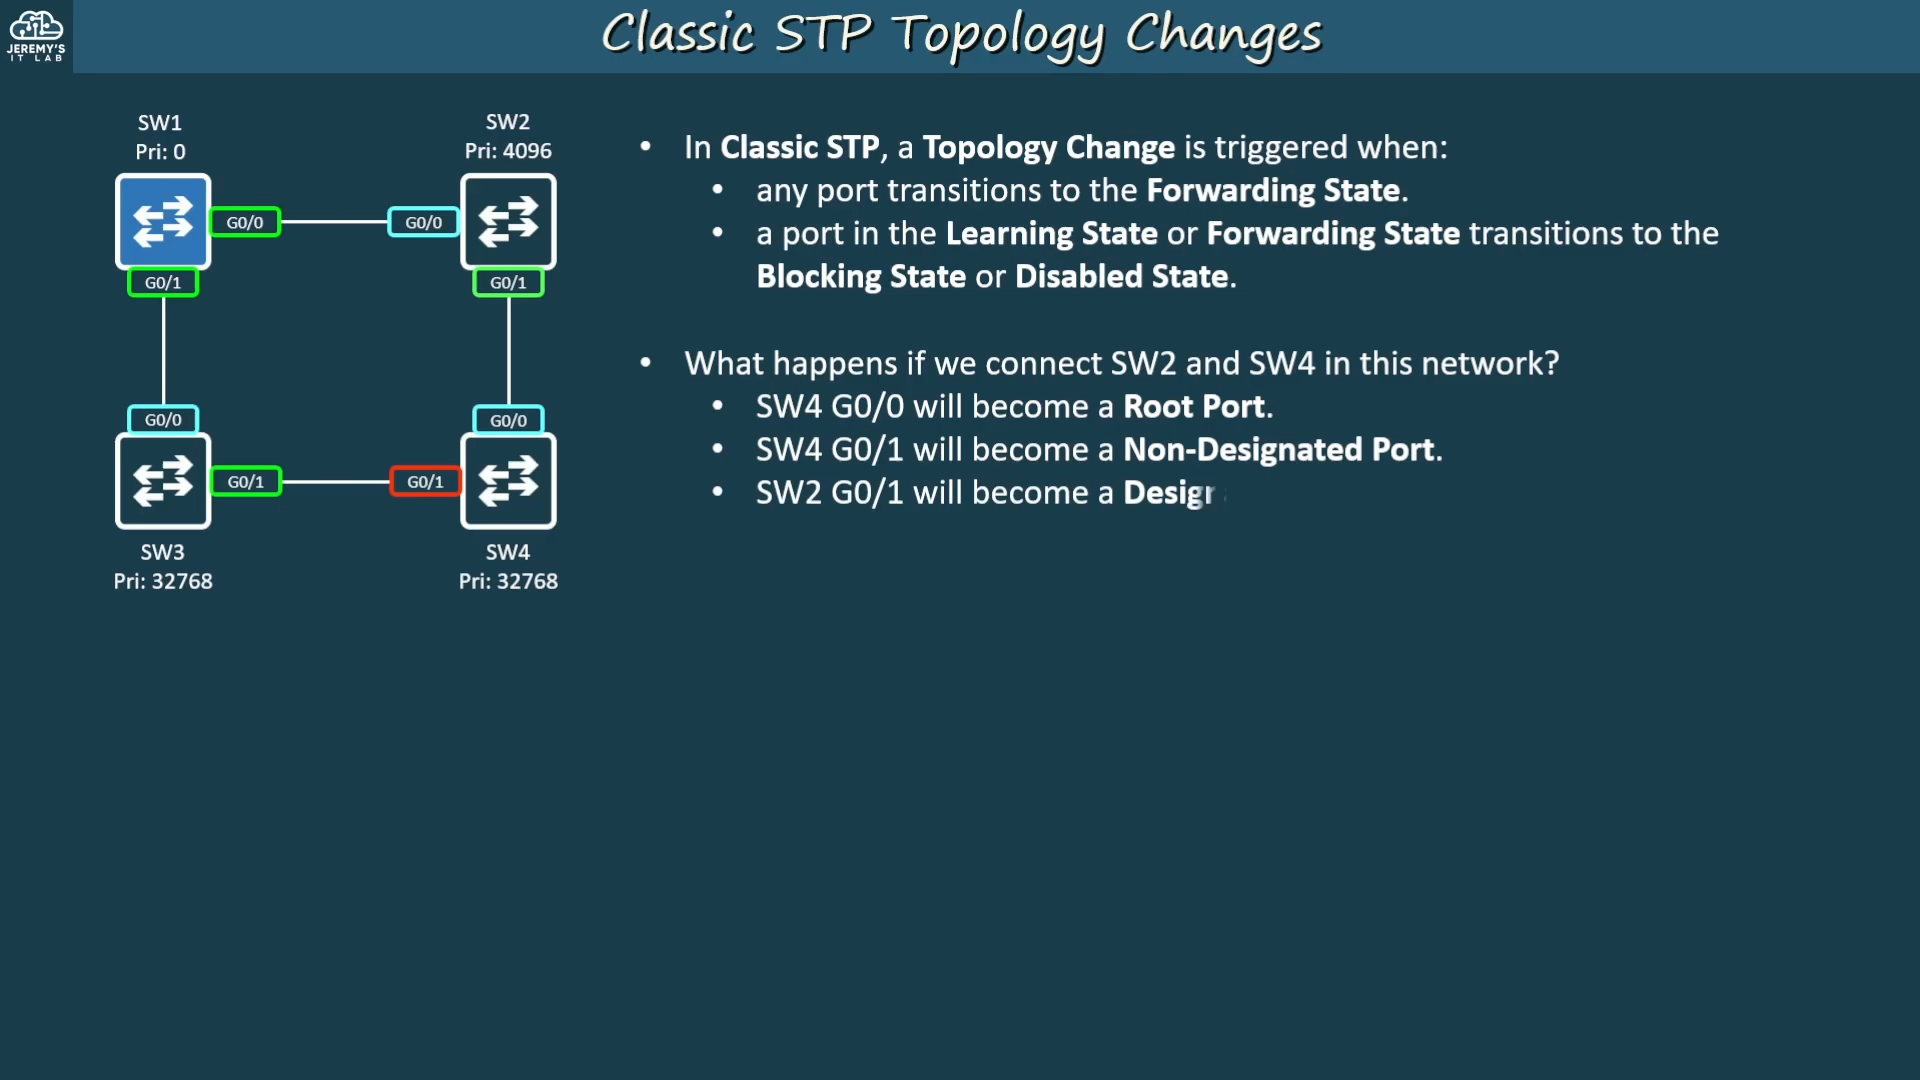 JEREMY'S
IT LAB
Classic STP Topology Changes
SW1
Pri: 0
SW2
Pri: 4096
G0/0
G0/0
G0/1
G0/1
G0/0
G0/0
G0/1
G0/1
SW3
Pri: 32768
SW4
Pri: 32768
• In Classic STP, a Topology Change is triggered when:
• any port transitions to the Forwarding State.
• a port in the Learning State or Forwarding State transitions to the
Blocking State or Disabled State.
• What happens if we connect SW2 and SW4 in this network?
• SW4 G0/0 will become a Root Port.
• SW4 G0/1 will become a Non-Designated Port.
• SW2 G0/1 will become a